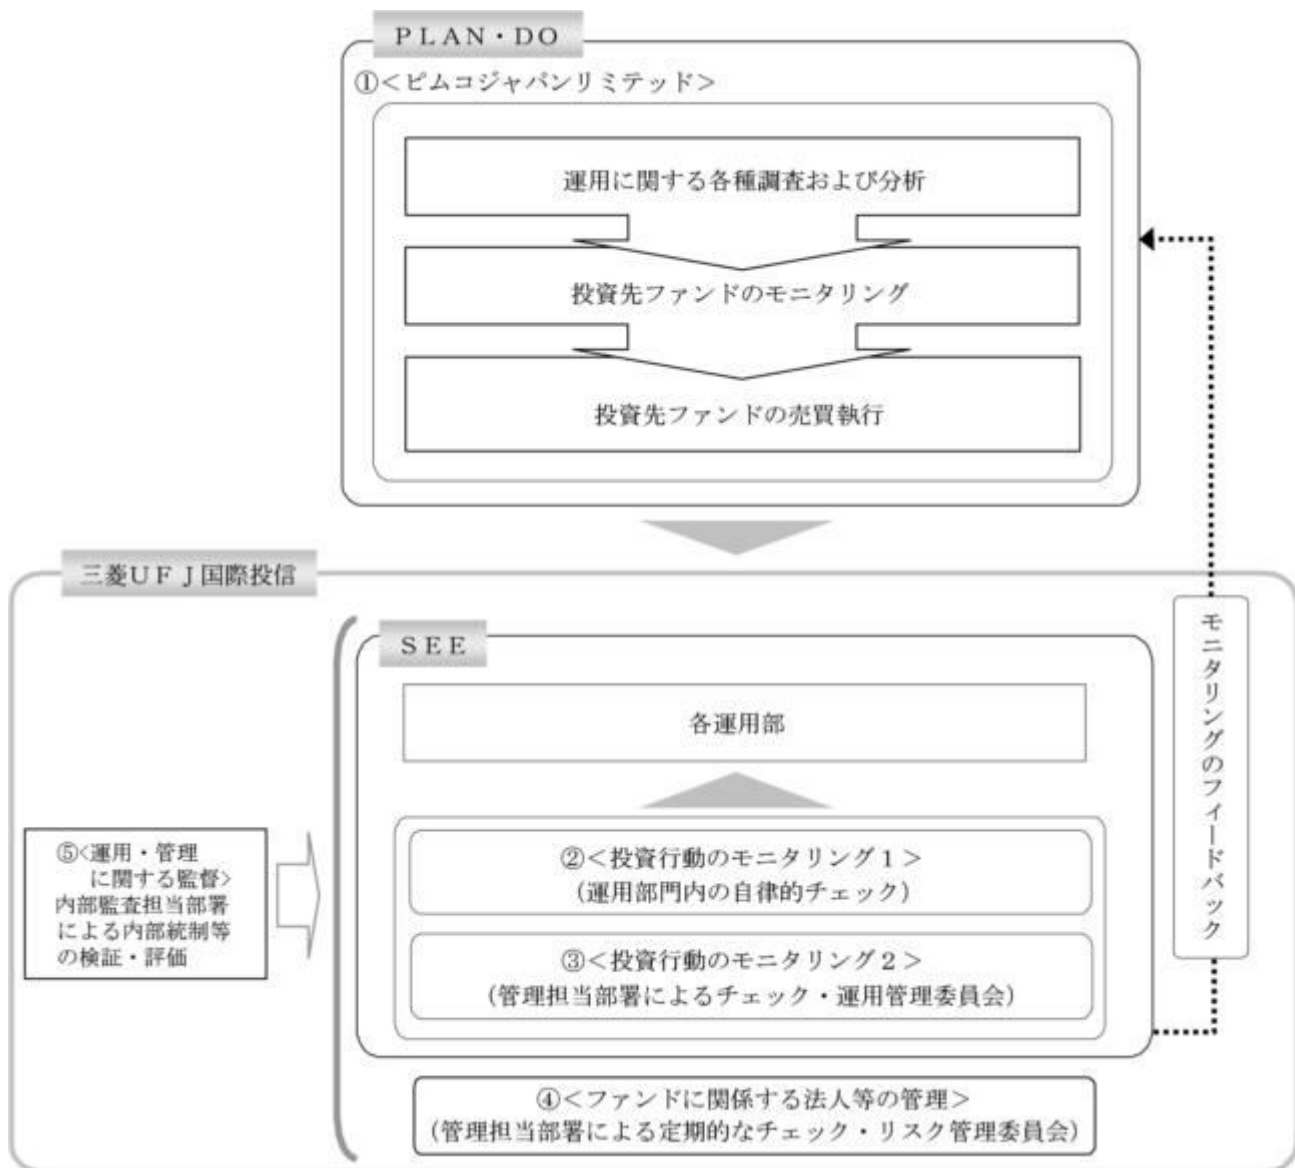 ＰＬＡＮ・ＤＯ
①＜ピムコジャパンリミテッド＞
運用に関する各種調査および分析
投資先ファンドのモニタリング
投資先ファンドの売買執行
三菱ＵＦＪ国際投信
ＳＥＥ
各運用部
②＜投資行動のモニタリング１＞
（運用部門内の自律的チェック）
③＜投資行動のモニタリング２＞
（管理担当部署によるチェック・運用管理委員会）
④＜ファンドに関係する法人等の管理＞
（管理担当部署による定期的なチェック・リスク管理委員会）
⑤<運用・管理
に関する監督>
内部監査担当部署
による内部統制等
の検証・評価
モニタリングのフィードバック